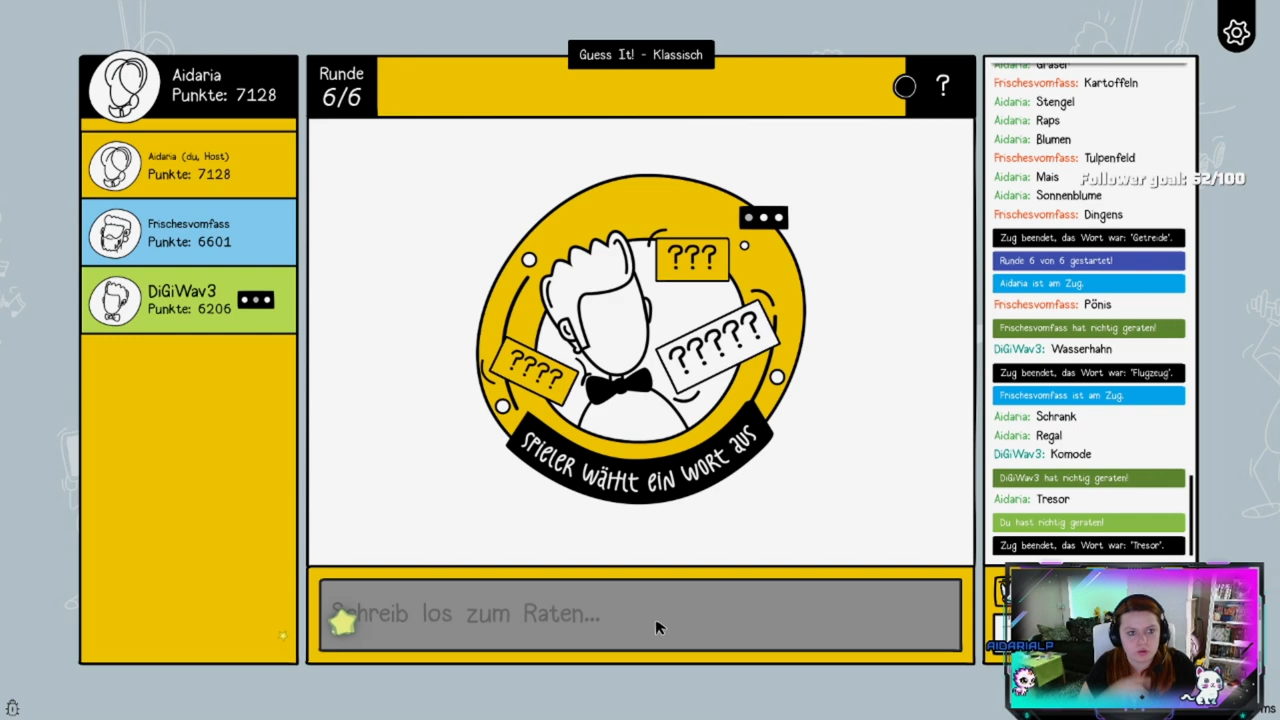 Guess It! - Klassisch
Aidaria
Punkte: 7128
Runde
6/6
?
Aidaria (du, Host)
Punkte: 7128
Frischesvomfass
Punkte: 6601
DiGiWav3
Punkte: 6206
???
????
?????
SPIELER WÄHLT EIN WORT AUS
Schreib los zum Raten...
Frischesvomfass: Kartoffeln
Aidaria: Stengel
Aidaria: Raps
Aidaria: Blumen
Frischesvomfass: Tulpenfeld
Aidaria: Mais
Follower goal: 52/100
Aidaria: Sonnenblume
Frischesvomfass: Dingens
Zug beendet, das Wort war: 'Getreide'.
Runde 6 von 6 gestartet!
Aidaria ist am Zug.
Frischesvomfass: Pönis
Frischesvomfass hat richtig geraten!
DiGiWav3: Wasserhahn
Zug beendet, das Wort war: 'Flugzeug'.
Frischesvomfass ist am Zug.
Aidaria: Schrank
Aidaria: Regal
DiGiWav3: Komode
DiGiWav3 hat richtig geraten!
Aidaria: Tresor
Du hast richtig geraten!
Zug beendet, das Wort war: 'Tresor'.
AIDARIALP
ms